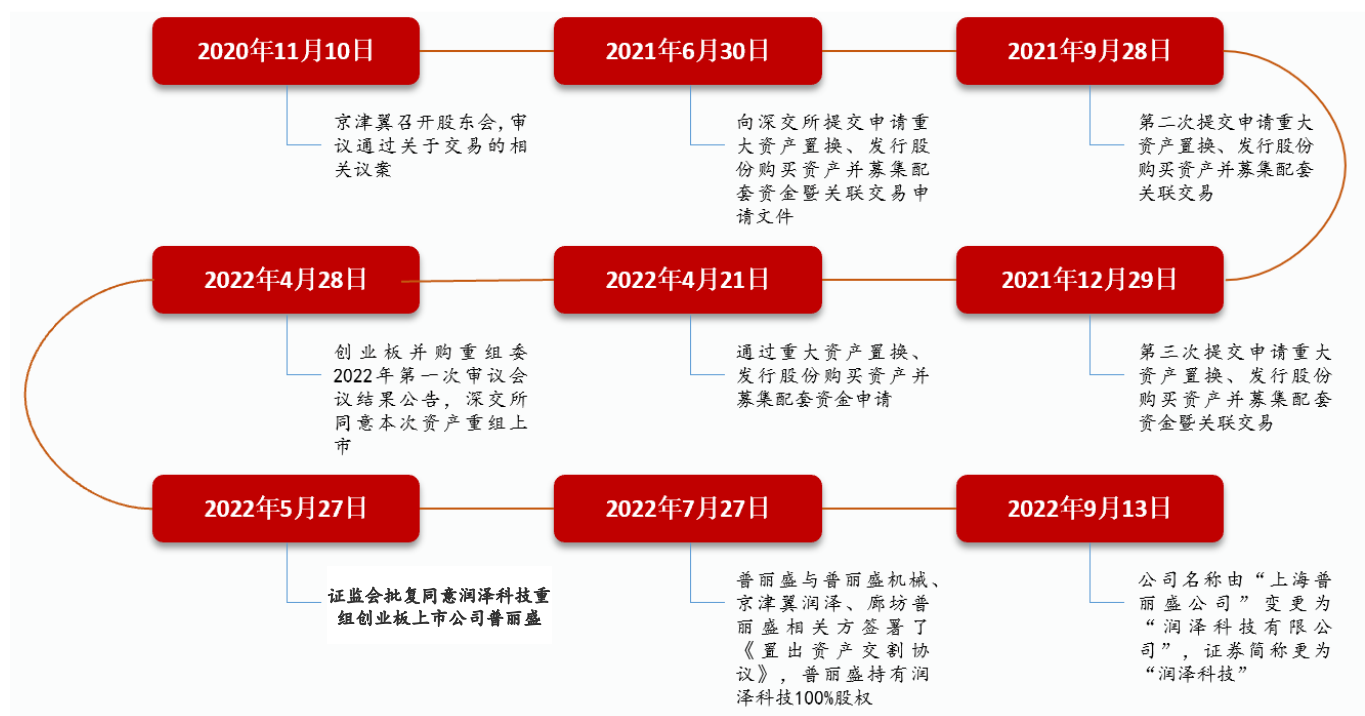 2020年11月10日
京津翼召开股东会,审
议通过关于交易的相
关议案
2021年6月30日
向深交所提交申请重
大资产置换、发行股
份购买资产并募集配
套资金暨关联交易申
请文件
2021年9月28日
第二次提交申请重大
资产置换、发行股份
购买资产并募集配套
关联交易
2021年12月29日
第三次提交申请重大
资产置换、发行股份
购买资产并募集配套
资金暨关联交易
2022年4月21日
通过重大资产置换、
发行股份购买资产并
募集配套资金申请
2022年4月28日
创业板并购重组委
2022年第一次审议会
议结果公告，深交所
同意本次资产重组上
市
2022年5月27日
证监会批复同意润泽科技重
组创业板上市公司普丽盛
2022年7月27日
普丽盛与普丽盛机械、
京津翼润泽、廊坊普
丽盛相关方签署了
《置出资产交割协
议》，普丽盛持有润
泽科技100%股权
2022年9月13日
公司名称由“上海普
丽盛公司”变更为
“润泽科技有限公
司”，证券简称更为
“润泽科技”